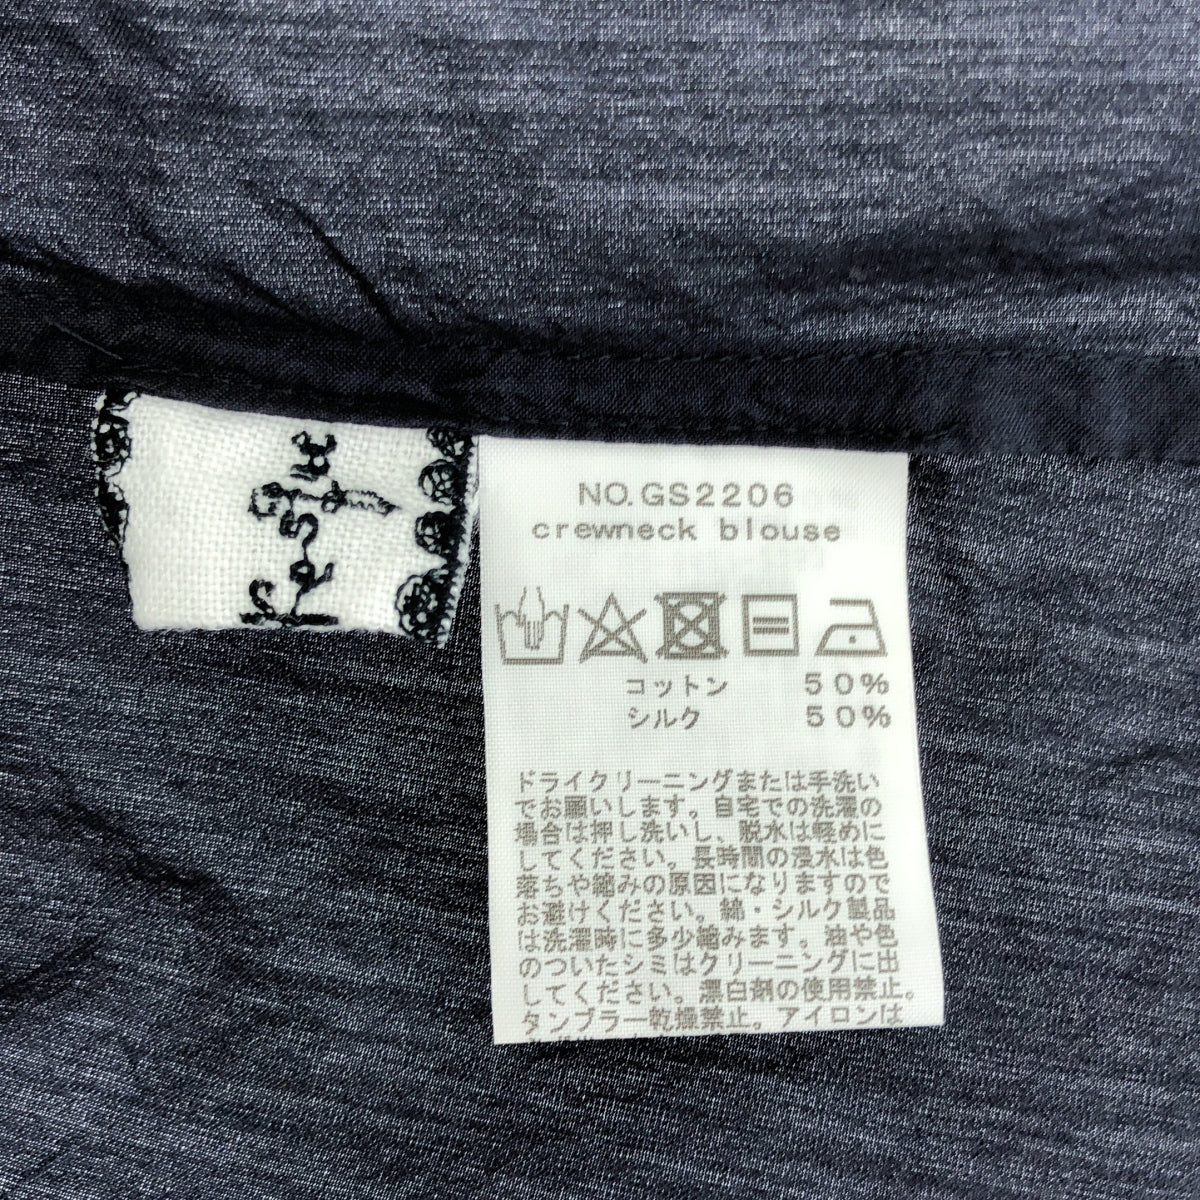 NO.GS2206
crewneck blouse
コットン 50%
シルク 50%
ドライクリーニングまたは手洗い
でお願いします。自宅での洗濯の
場合は押し洗いし、脱水は軽めに
してください。長時間の浸水は色
落ちや縮みの原因になりますので
お避けください。綿・シルク製品
は洗濯時に多少縮みます。油や色
のついたシミはクリーニングに出
してください。漂白剤の使用禁止。
タンブラー乾燥禁止。アイロンは